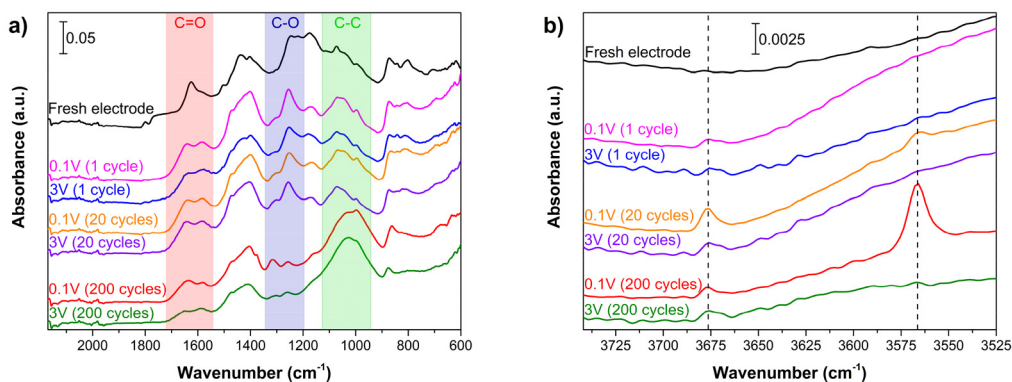 a)
0.05
C=O
C-O
C-C
Fresh electrode
0.1V (1 cycle)
3V (1 cycle)
0.1V (20 cycles)
3V (20 cycles)
0.1V (200 cycles)
3V (200 cycles)
Absorbance (a.u.)
2000 1800 1600 1400 1200 1000 800 600
Wavenumber (cm⁻¹)
b)
0.0025
Fresh electrode
0.1V (1 cycle)
3V (1 cycle)
0.1V (20 cycles)
3V (20 cycles)
0.1V (200 cycles)
3V (200 cycles)
Absorbance (a.u.)
3725 3700 3675 3650 3625 3600 3575 3550 3525
Wavenumber (cm⁻¹)